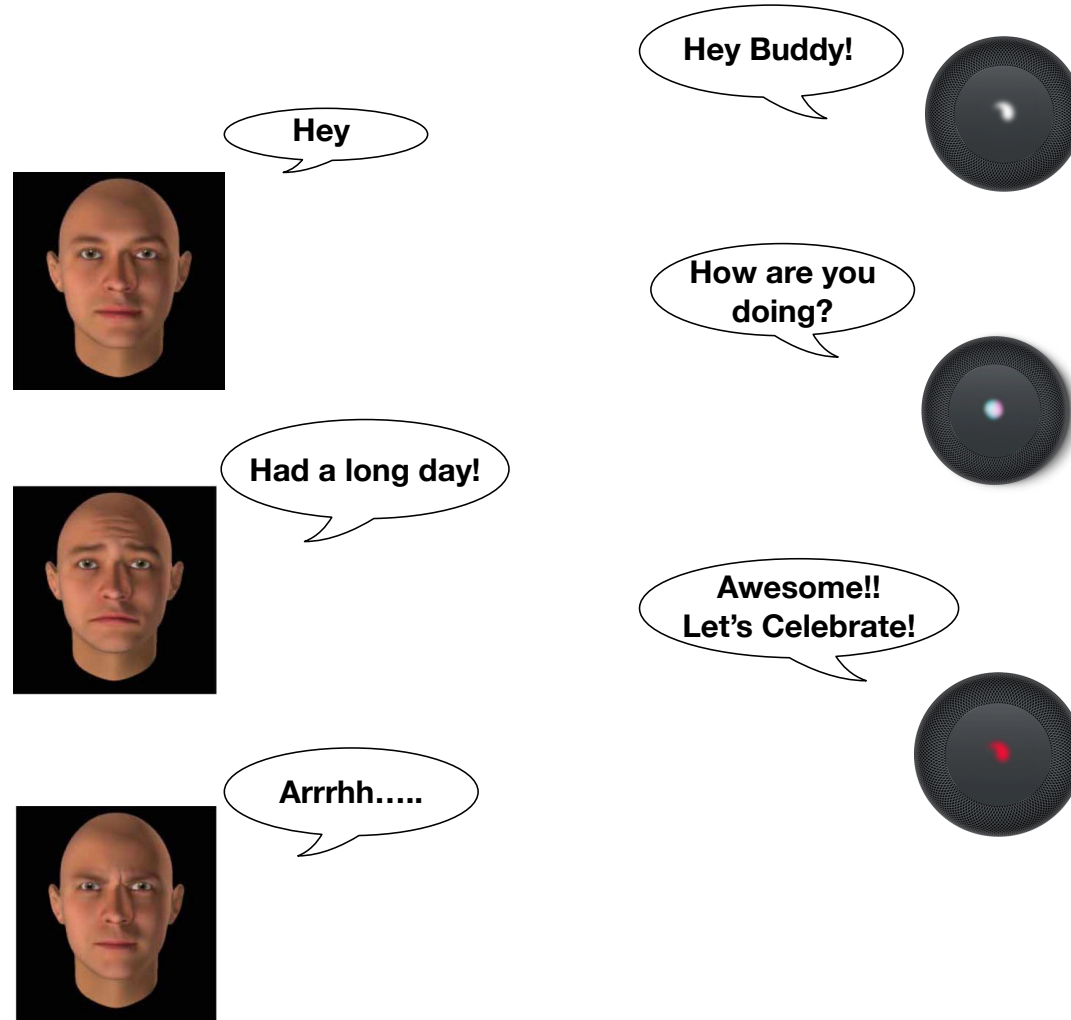 Hey Buddy!
Hey
How are you
doing?
Had a long day!
Awesome!!
Let’s Celebrate!
Arrrhh…..